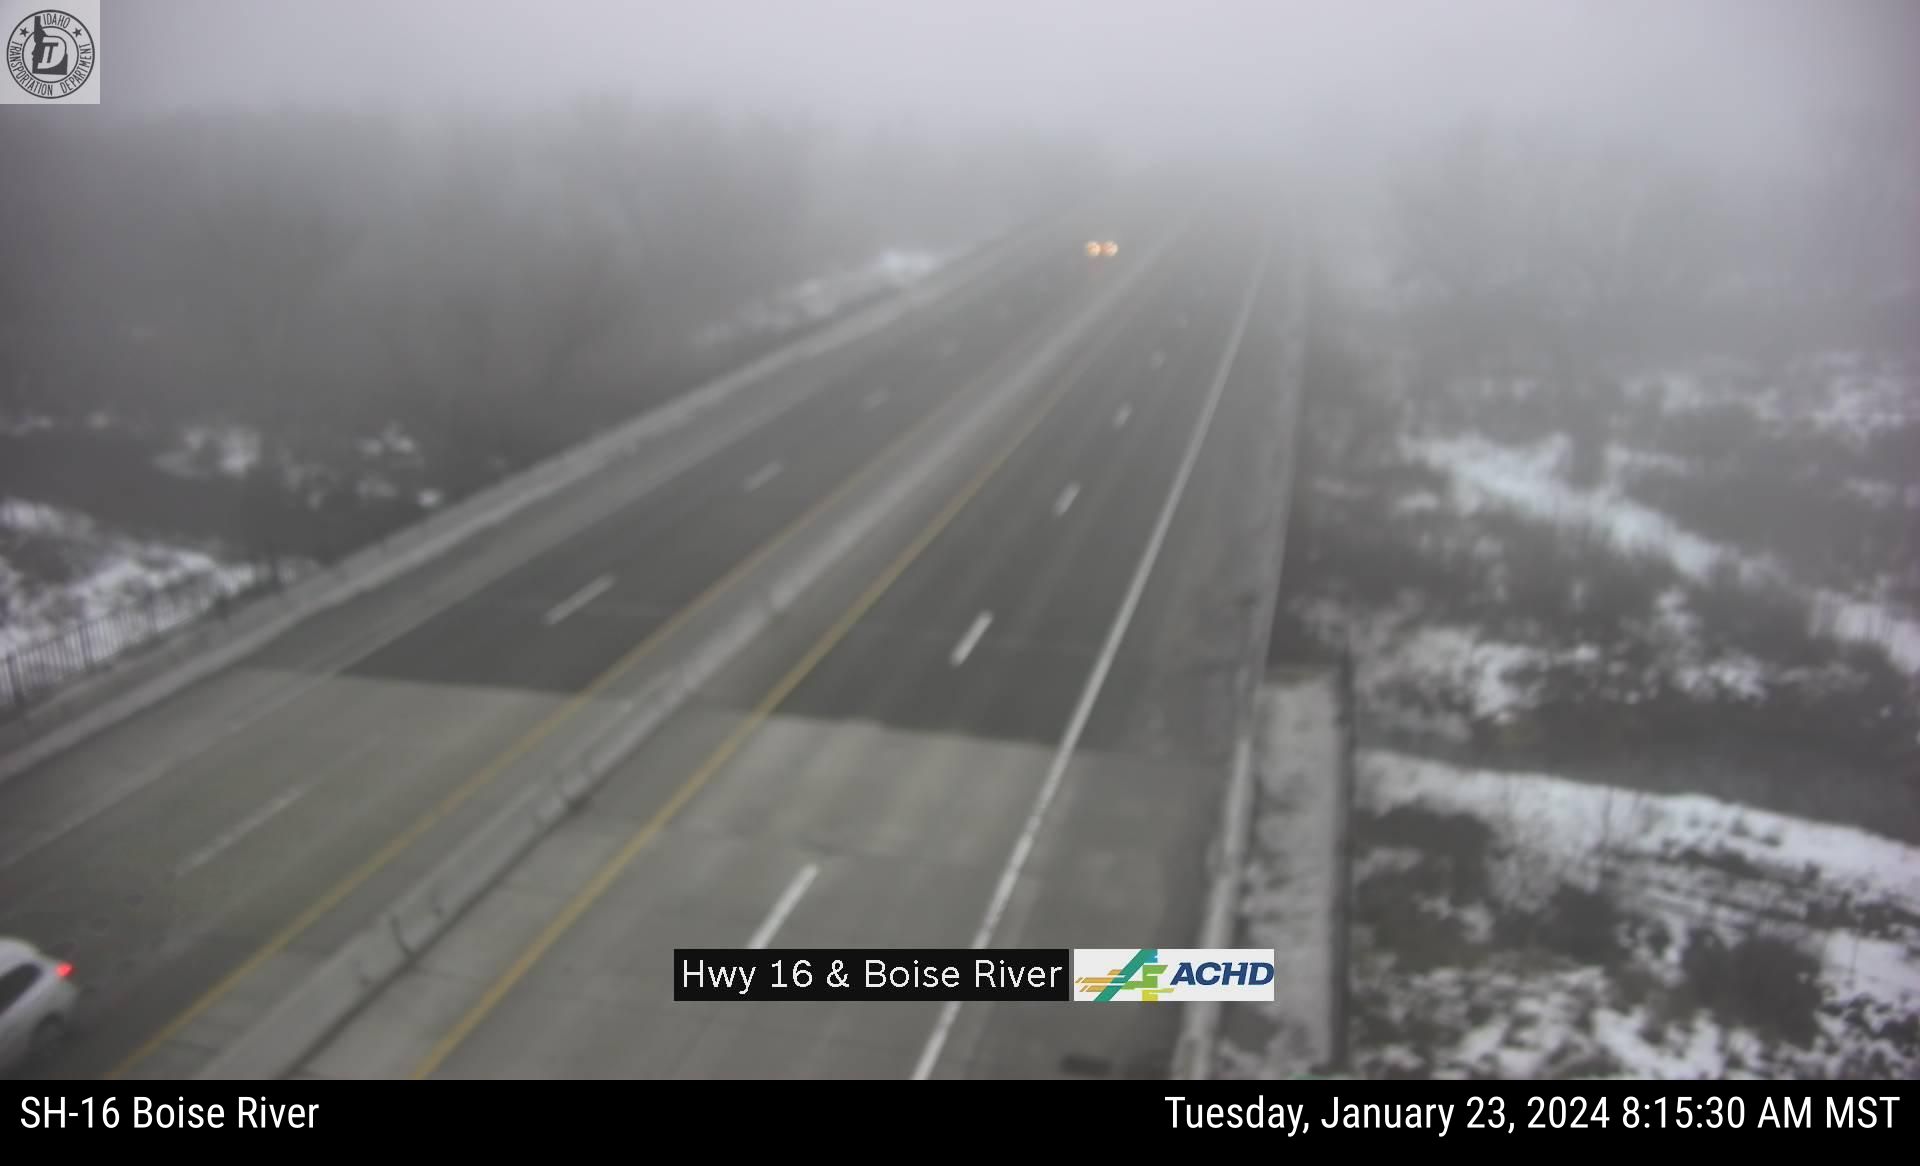 IDAHO
TRANSPORTATION DEPARTMENT
Hwy 16 & Boise River
ACHD
SH-16 Boise River
Tuesday, January 23, 2024 8:15:30 AM MST